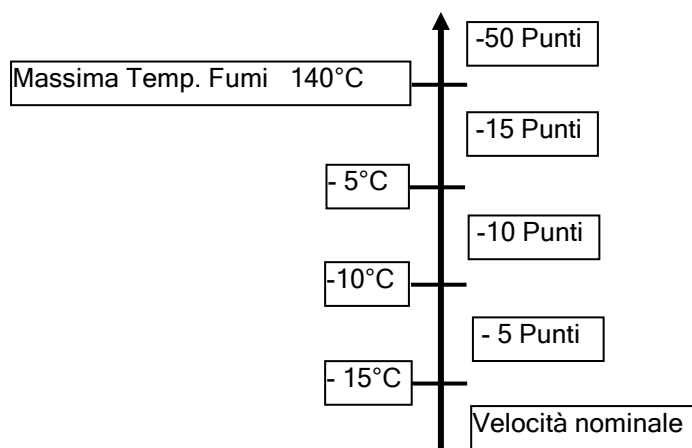 -50 Punti
Massima Temp. Fumi 140°C
-15 Punti
- 5°C
-10 Punti
-10°C
- 5 Punti
- 15°C
Velocità nominale